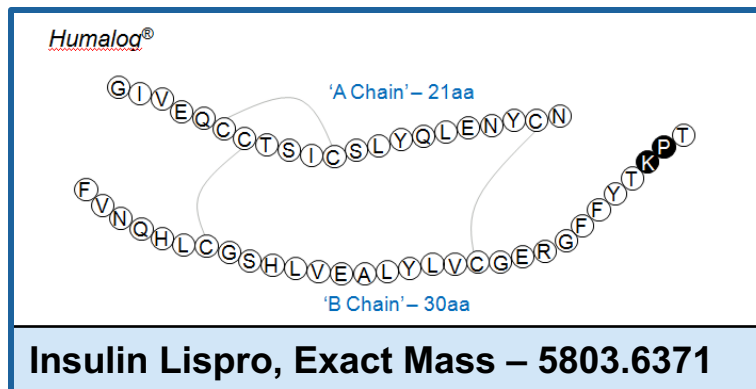 Humalog®
'A Chain' – 21aa
GIVEQCCTSICSLYQLENYCN
FVNQHLCGSHLVEALYLVCGERGFFYTKPT
'B Chain' – 30aa
Insulin Lispro, Exact Mass – 5803.6371